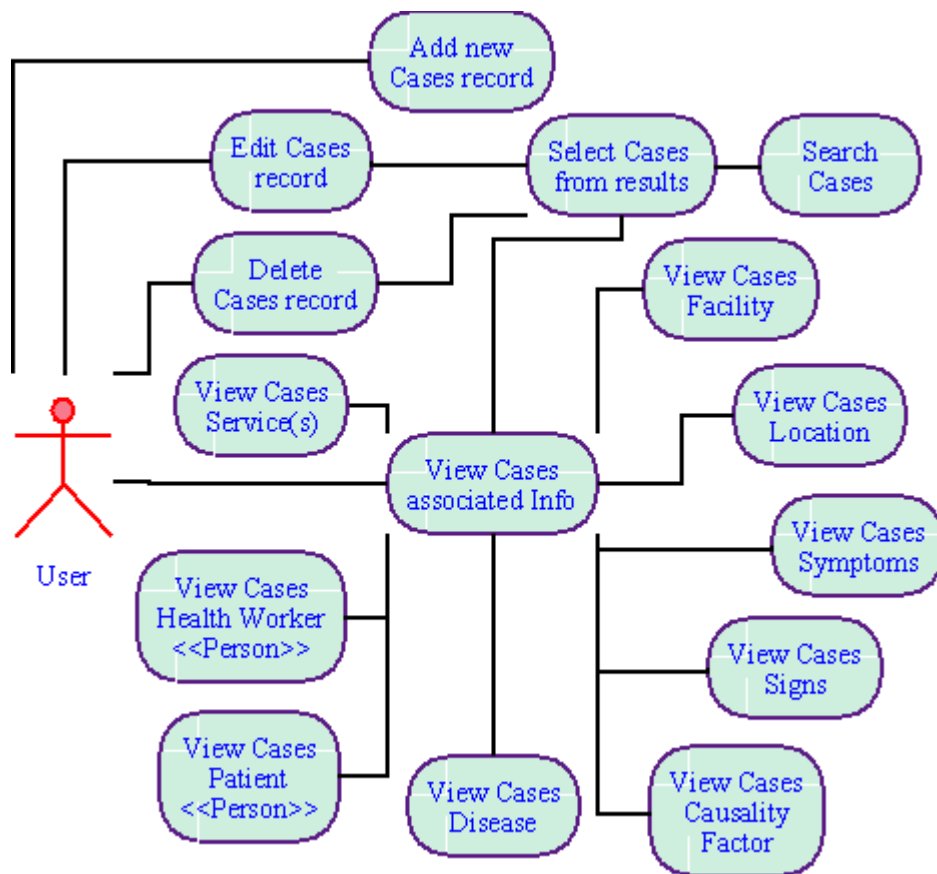 Add new
Cases record
Edit Cases
record
Select Cases
from results
Search
Cases
Delete
Cases record
View Cases
Facility
View Cases
Service(s)
View Cases
Location
View Cases
associated Info
View Cases
Symptoms
User
View Cases
Health Worker
<<Person>>
View Cases
Signs
View Cases
Patient
<<Person>>
View Cases
Disease
View Cases
Causality
Factor